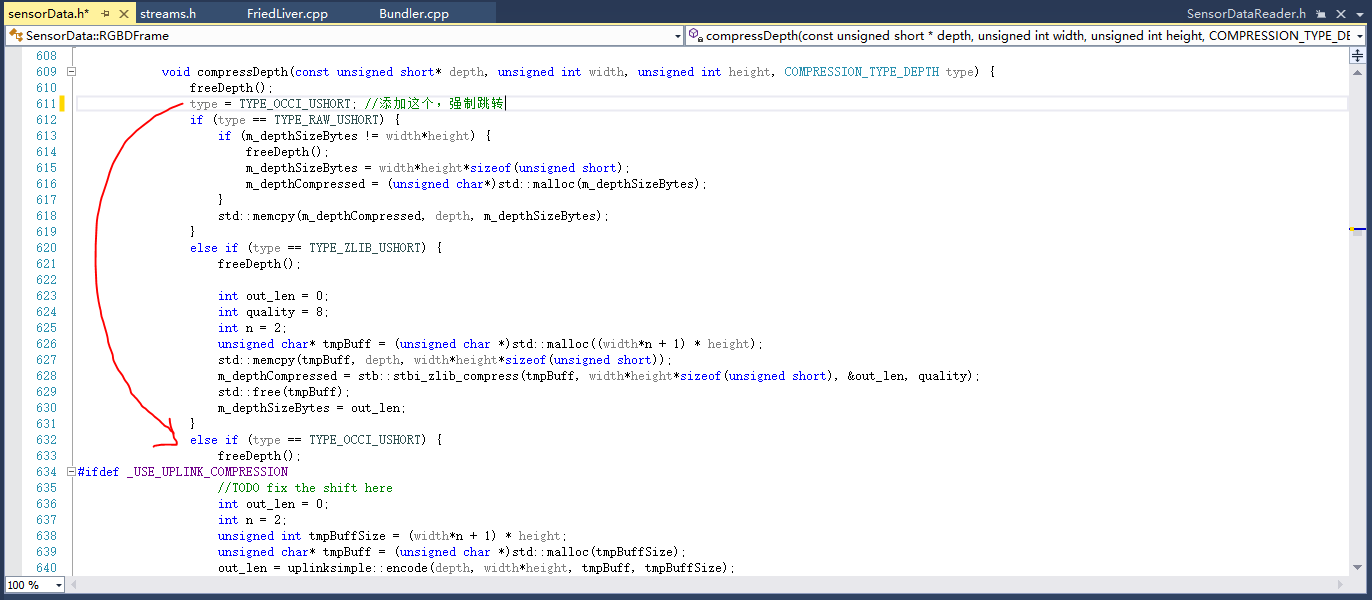 sensorData.h* streams.h FriedLiver.cpp Bundler.cpp SensorDataReader.h
SensorData::RGBDFrame compressDepth(const unsigned short * depth, unsigned int width, unsigned int height, COMPRESSION_TYPE_DE
608
609 void compressDepth(const unsigned short* depth, unsigned int width, unsigned int height, COMPRESSION_TYPE_DEPTH type) {
610 freeDepth();
611 type = TYPE_OCCI_USHORT; //添加这个，强制跳转
612 if (type == TYPE_RAW_USHORT) {
613 if (m_depthSizeBytes != width*height) {
614 freeDepth();
615 m_depthSizeBytes = width*height*sizeof(unsigned short);
616 m_depthCompressed = (unsigned char*)std::malloc(m_depthSizeBytes);
617 }
618 std::memcpy(m_depthCompressed, depth, m_depthSizeBytes);
619 }
620 else if (type == TYPE_ZLIB_USHORT) {
621 freeDepth();
622
623 int out_len = 0;
624 int quality = 8;
625 int n = 2;
626 unsigned char* tmpBuff = (unsigned char *)std::malloc((width*n + 1) * height);
627 std::memcpy(tmpBuff, depth, width*height*sizeof(unsigned short));
628 m_depthCompressed = stb::stbi_zlib_compress(tmpBuff, width*height*sizeof(unsigned short), &out_len, quality);
629 std::free(tmpBuff);
630 m_depthSizeBytes = out_len;
631 }
632 else if (type == TYPE_OCCI_USHORT) {
633 freeDepth();
634 #ifdef _USE_UPLINK_COMPRESSION
635 //TODO fix the shift here
636 int out_len = 0;
637 int n = 2;
638 unsigned int tmpBuffSize = (width*n + 1) * height;
639 unsigned char* tmpBuff = (unsigned char *)std::malloc(tmpBuffSize);
640 out_len = uplinksimple::encode(depth, width*height, tmpBuff, tmpBuffSize);
100 %